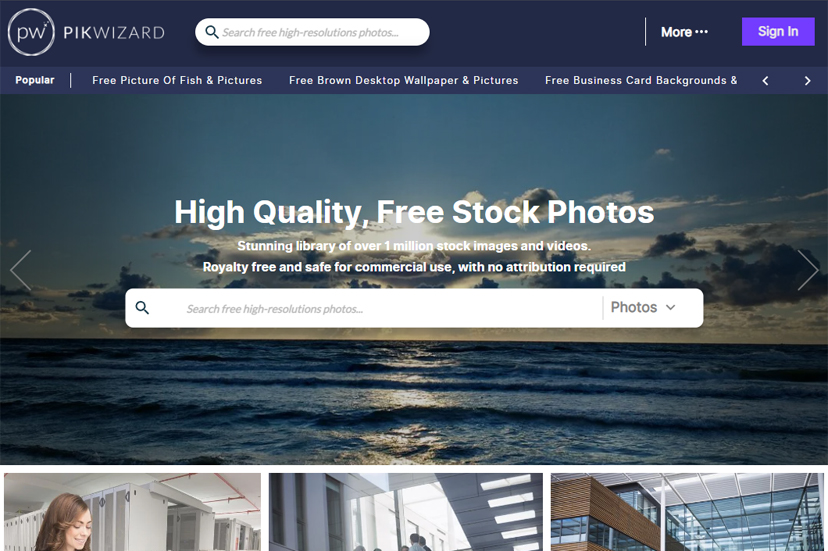 pw PIKWIZARD
Search free high-resolutions photos...
More ···
Sign In
Popular
Free Picture Of Fish & Pictures
Free Brown Desktop Wallpaper & Pictures
Free Business Card Backgrounds &
High Quality, Free Stock Photos
Stunning library of over 1 million stock images and videos.
Royalty free and safe for commercial use, with no attribution required
Search free high-resolutions photos...
Photos